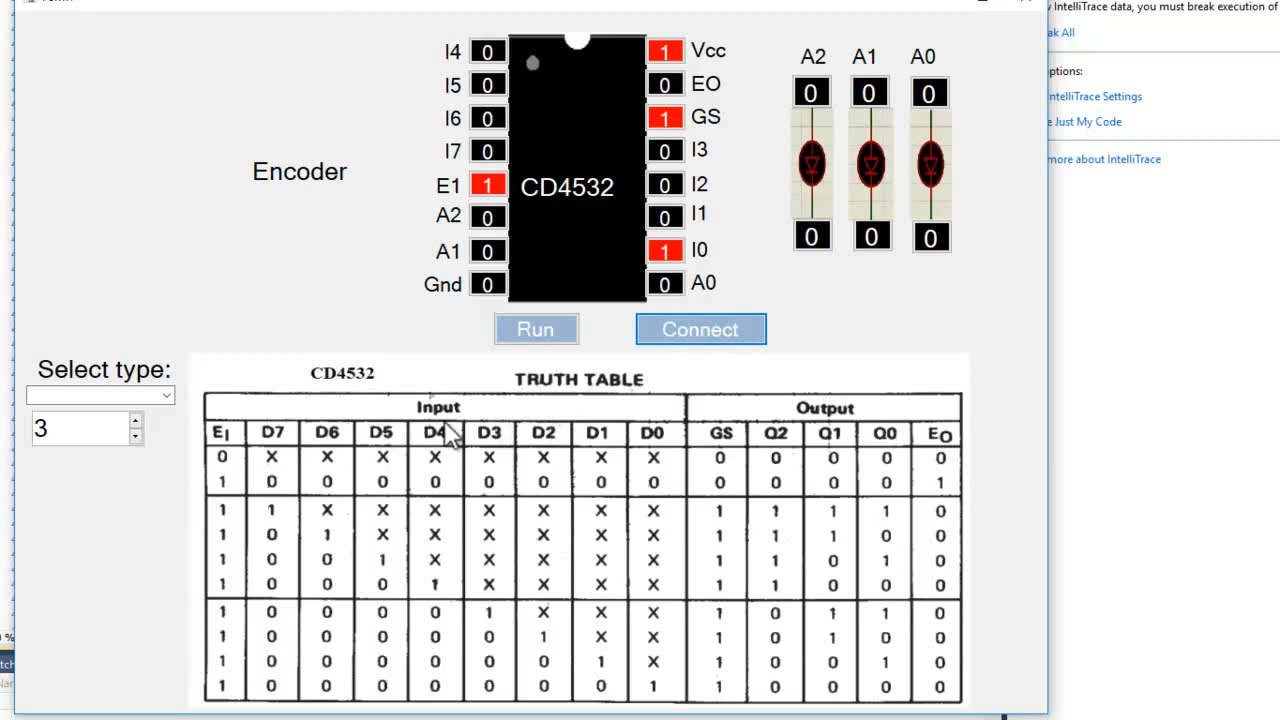 IntelliTrace data, you must break execution of
ak All
ptions:
IntelliTrace Settings
e Just My Code
more about IntelliTrace
I4 0 1 Vcc
I5 0 0 EO
I6 0 1 GS
I7 0 0 I3
E1 1 0 I2
A2 0 0 I1
A1 0 1 I0
Gnd 0 0 A0
Encoder
CD4532
A2 A1 A0
0 0 0
0 0 0
Run Connect
Select type:
3
CD4532 TRUTH TABLE
Input Output
EI D7 D6 D5 D4 D3 D2 D1 D0 GS Q2 Q1 Q0 EO
0 X X X X X X X X 0 0 0 0 0
1 0 0 0 0 0 0 0 0 0 0 0 0 1
1 1 X X X X X X X 1 1 1 1 0
1 0 1 X X X X X X 1 1 1 0 0
1 0 0 1 X X X X X 1 1 0 1 0
1 0 0 0 1 X X X X 1 1 0 0 0
1 0 0 0 0 1 X X X 1 0 1 1 0
1 0 0 0 0 0 1 X X 1 0 1 0 0
1 0 0 0 0 0 0 1 X 1 0 0 1 0
1 0 0 0 0 0 0 0 1 1 0 0 0 0